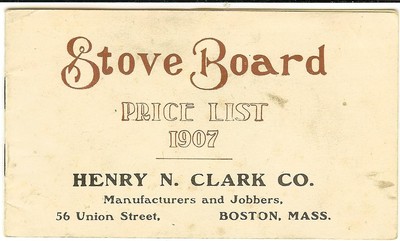 Stove Board
PRICE LIST
1907
HENRY N. CLARK CO.
Manufacturers and Jobbers,
56 Union Street, BOSTON, MASS.